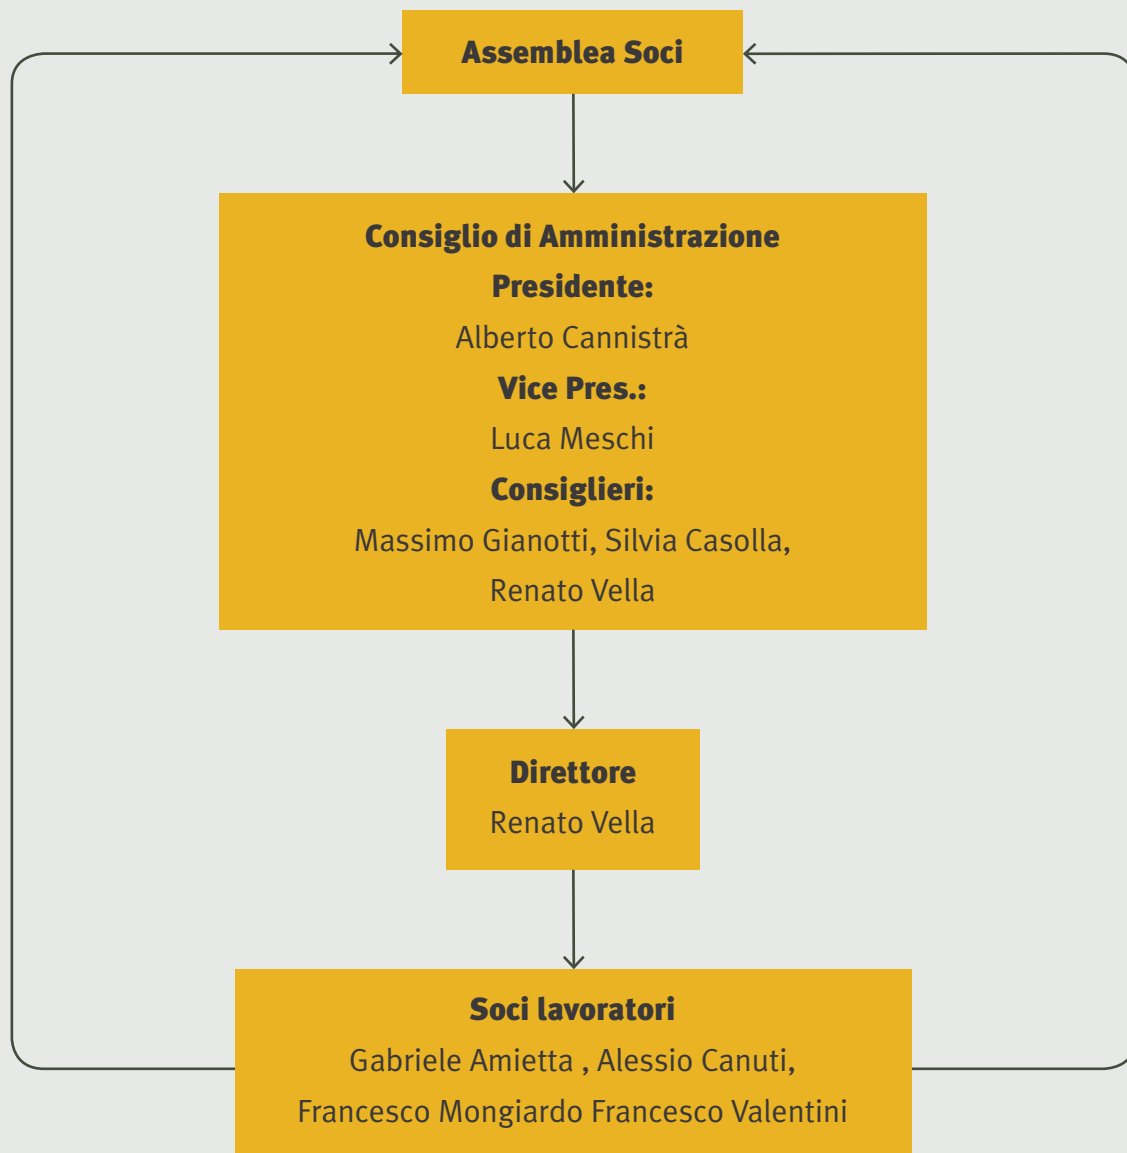 Assemblea Soci
Consiglio di Amministrazione
Presidente:
Alberto Cannistrà
Vice Pres.:
Luca Meschi
Consiglieri:
Massimo Gianotti, Silvia Casolla,
Renato Vella
Direttore
Renato Vella
Soci lavoratori
Gabriele Amietta , Alessio Canuti,
Francesco Mongiardo Francesco Valentini